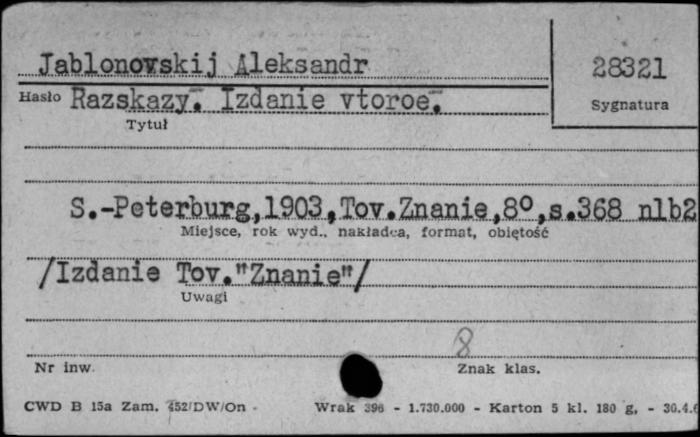 Jablonovskij Aleksandr
28321
Hasło Razskazy. Izdanie vtoroe.
Sygnatura
Tytuł
S.-Peterburg,1903,Tov.Znanie,8°,s.368 nlb2
Miejsce, rok wyd., nakładca, format, objętość
/Izdanie Tov."Znanie"/
Uwagi
8
Nr inw.
Znak klas.
CWD B 15a Zam. 452/DW/On - Wrak 396 - 1.730.000 - Karton 5 kl. 180 g. - 30.4.